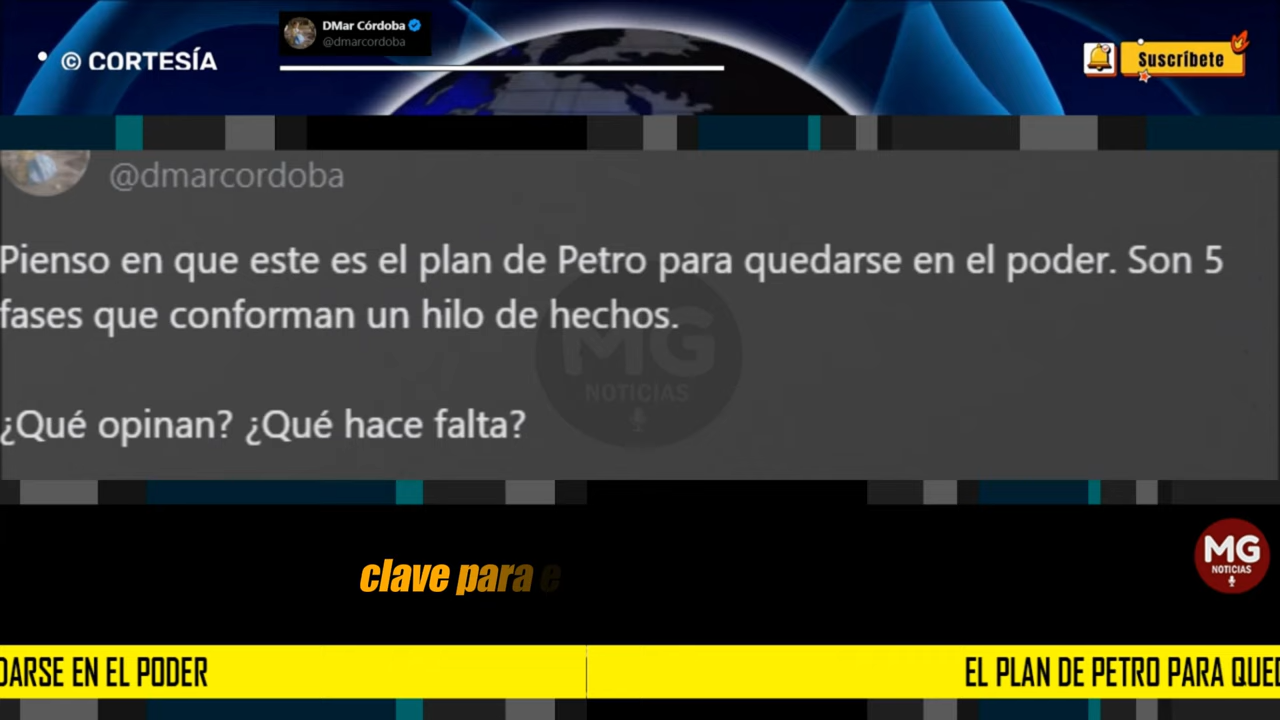 DMar Córdoba
@dmarcordoba
© CORTESÍA
Suscríbete
@dmarcordoba
Pienso en que este es el plan de Petro para quedarse en el poder. Son 5
fases que conforman un hilo de hechos.
¿Qué opinan? ¿Qué hace falta?
MG
NOTICIAS
clave para e
MG
NOTICIAS
DARSE EN EL PODER
EL PLAN DE PETRO PARA QUED